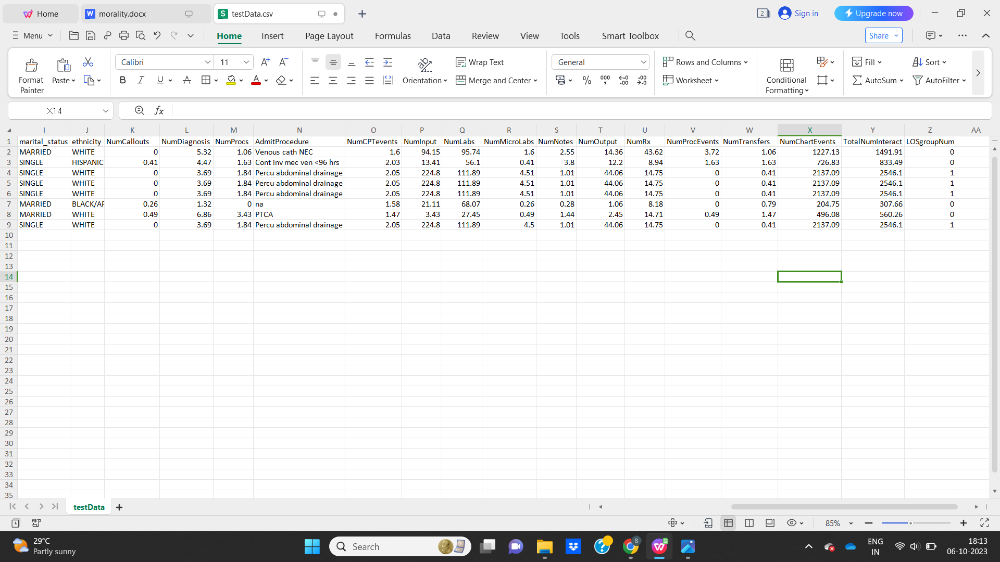 Home morality.docx testData.csv 2 Sign in Upgrade now
Menu Home Insert Page Layout Formulas Data Review View Tools Smart Toolbox Share
Format Painter Paste Calibri 11 Orientation Wrap Text Merge and Center General Conditional Formatting Rows and Columns Worksheet Fill AutoSum Sort AutoFilter
X14 fx
I J K L M N O P Q R S T U V W X Y Z AA
1 marital_status ethnicity NumCallouts NumDiagnosis NumProcs AdmitProcedure NumCPTevents NumInput NumLabs NumMicroLabs NumNotes NumOutput NumRx NumProcEvents NumTransfers NumChartEvents TotalNumInteract LOSgroupNum
2 MARRIED WHITE 0 5.32 1.06 Venous cath NEC 1.6 94.15 95.74 1.6 2.55 14.36 43.62 3.72 1.06 1227.13 1491.91 0
3 SINGLE HISPANIC 0.41 4.47 1.63 Cont inv mec ven <96 hrs 2.03 13.41 56.1 0.41 3.8 12.2 8.94 1.63 1.63 726.83 833.49 0
4 SINGLE WHITE 0 3.69 1.84 Percu abdominal drainage 2.05 224.8 111.89 4.51 1.01 44.06 14.75 0 0.41 2137.09 2546.1 1
5 SINGLE WHITE 0 3.69 1.84 Percu abdominal drainage 2.05 224.8 111.89 4.51 1.01 44.06 14.75 0 0.41 2137.09 2546.1 1
6 SINGLE WHITE 0 3.69 1.84 Percu abdominal drainage 2.05 224.8 111.89 4.51 1.01 44.06 14.75 0 0.41 2137.09 2546.1 1
7 MARRIED BLACK/AF 0.26 1.32 0 na 1.58 21.11 68.07 0.26 0.28 1.06 8.18 0 0.79 204.75 307.66 0
8 MARRIED WHITE 0.49 6.86 3.43 PTCA 1.47 3.43 27.45 0.49 1.44 2.45 14.71 0.49 1.47 496.08 560.26 0
9 SINGLE WHITE 0 3.69 1.84 Percu abdominal drainage 2.05 224.8 111.89 4.5 1.01 44.06 14.75 0 0.41 2137.09 2546.1 1
10
11
12
13
14
15
16
17
18
19
20
21
22
23
24
25
26
27
28
29
30
31
32
33
34
35
testData
85%
29°C
Partly sunny
Search
ENG
IN
18:13
06-10-2023